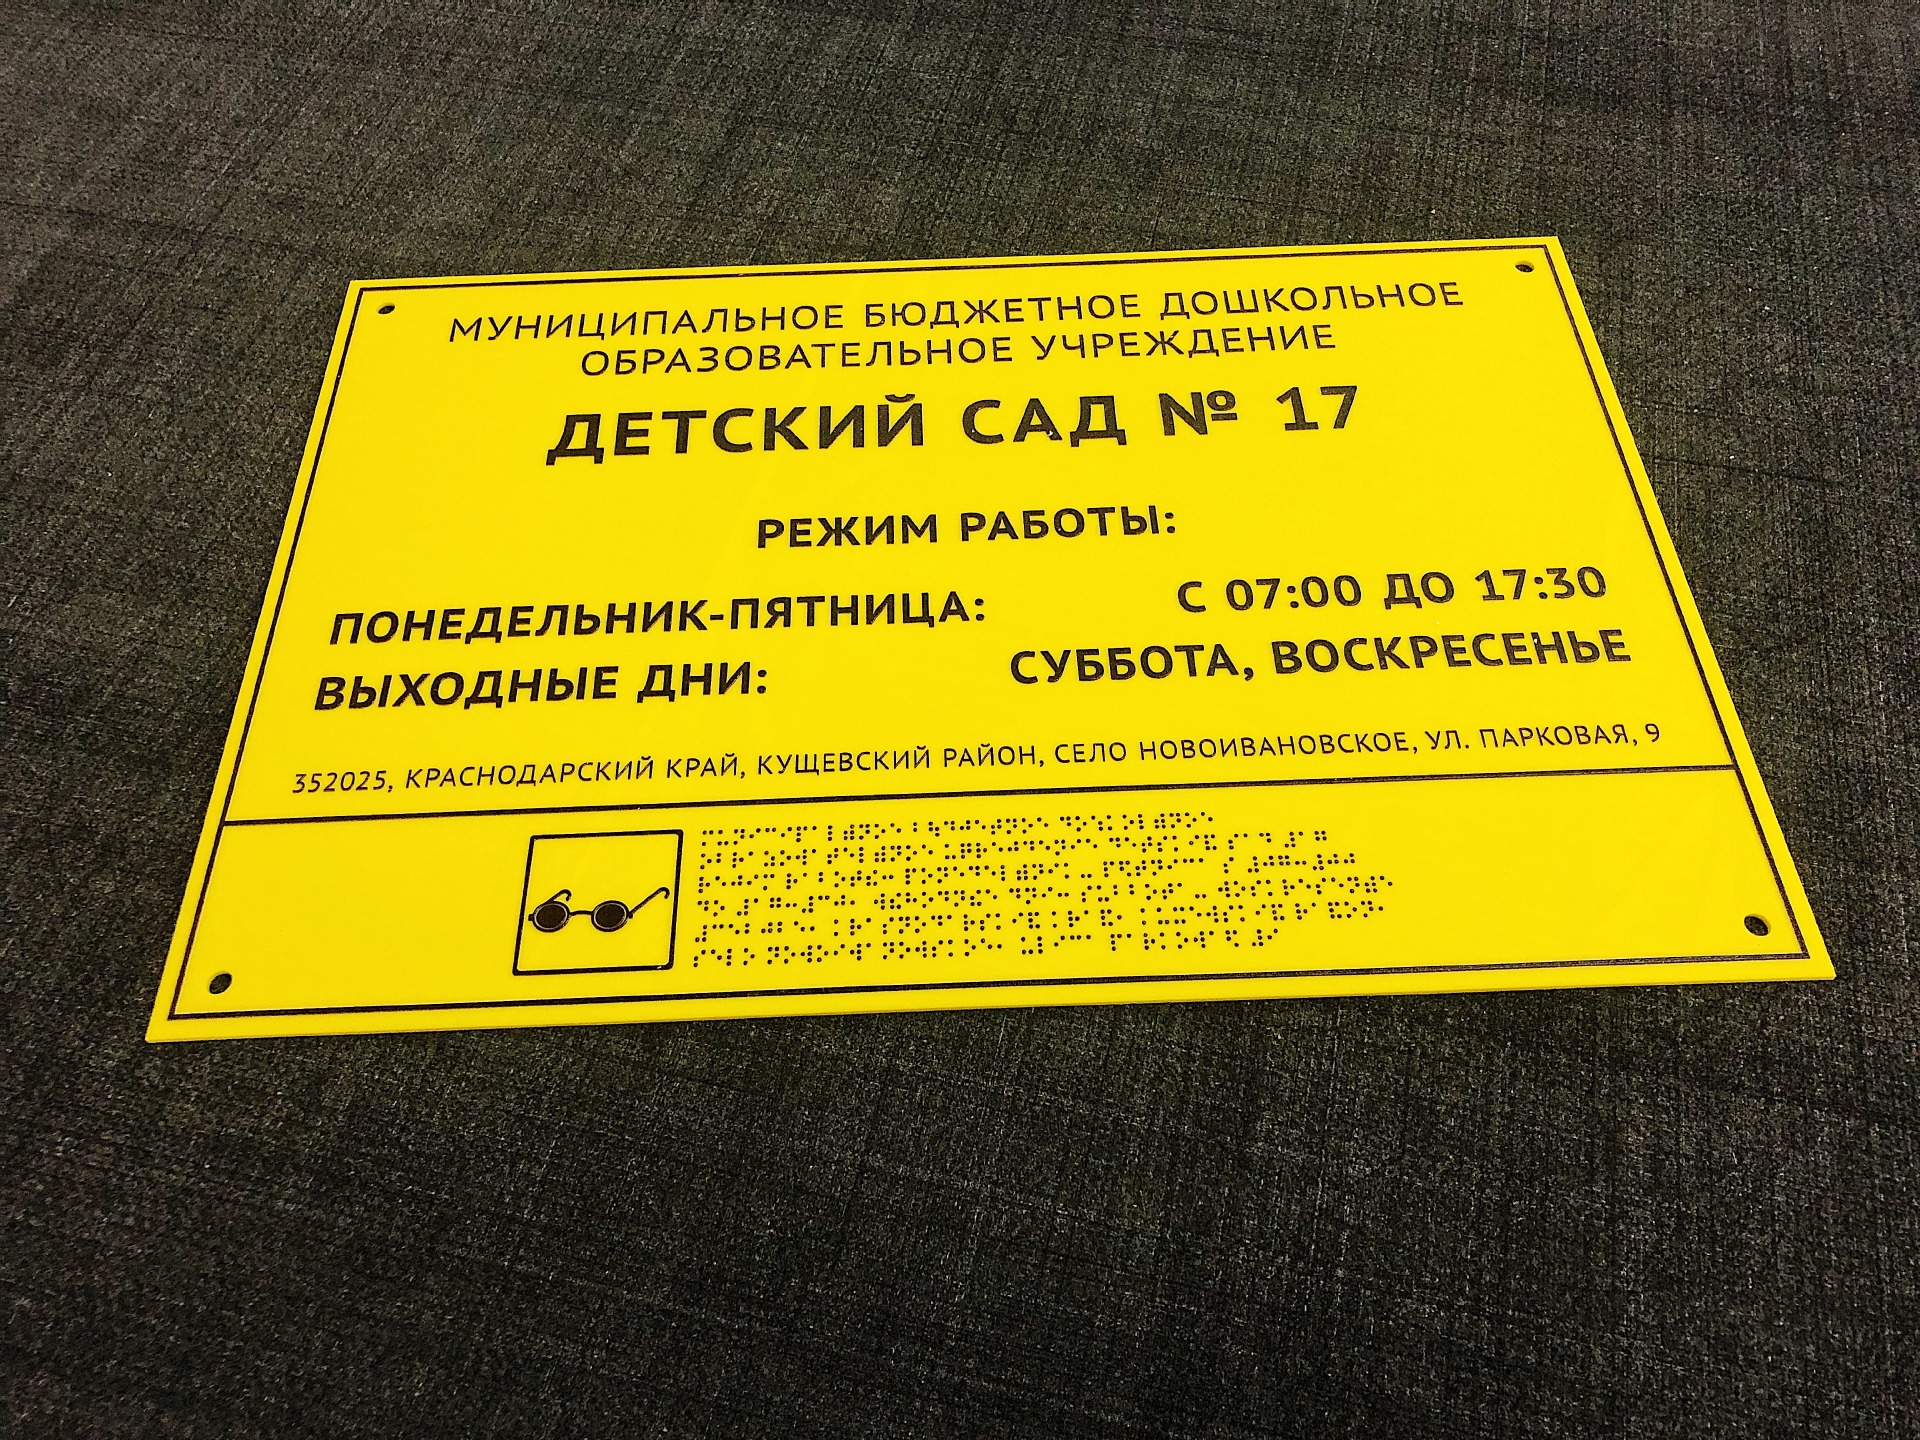 МУНИЦИПАЛЬНОЕ БЮДЖЕТНОЕ ДОШКОЛЬНОЕ
ОБРАЗОВАТЕЛЬНОЕ УЧРЕЖДЕНИЕ
ДЕТСКИЙ САД № 17
РЕЖИМ РАБОТЫ:
ПОНЕДЕЛЬНИК-ПЯТНИЦА: С 07:00 ДО 17:30
ВЫХОДНЫЕ ДНИ: СУББОТА, ВОСКРЕСЕНЬЕ
352025, КРАСНОДАРСКИЙ КРАЙ, КУЩЕВСКИЙ РАЙОН, СЕЛО НОВОИВАНОВСКОЕ, УЛ. ПАРКОВАЯ, 9